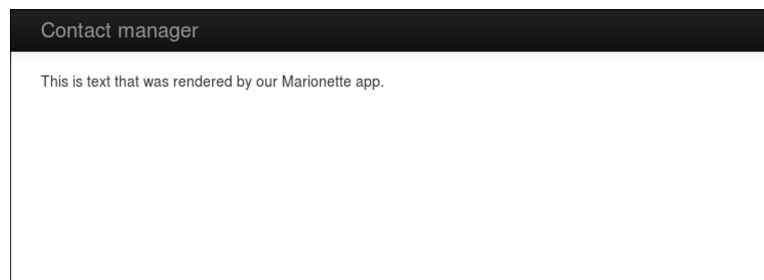 Contact manager
This is text that was rendered by our Marionette app.